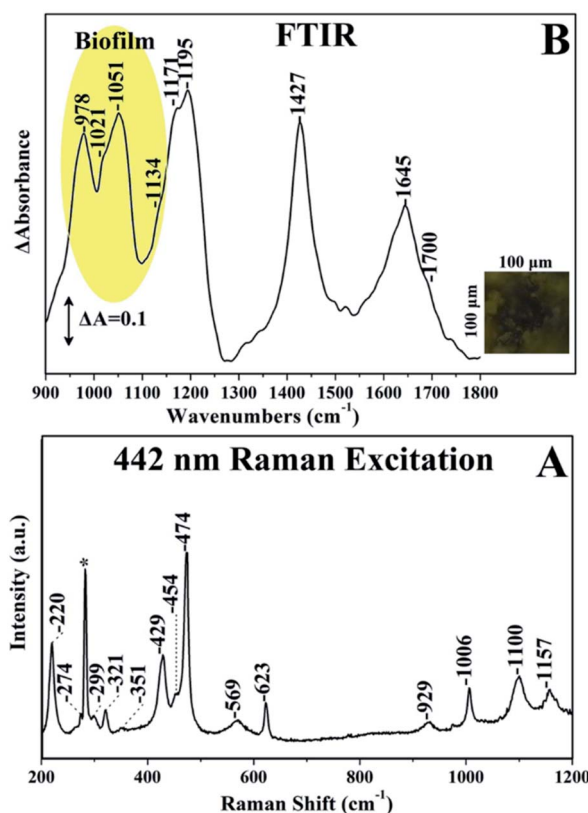 Biofilm
FTIR
B
-978
-1021
-1051
-1134
-1171
-1195
1427
1645
-1700
100 µm
100 µm
ΔA=0.1
ΔAbsorbance
900 1000 1100 1200 1300 1400 1500 1600 1700 1800
Wavenumbers (cm-1)
442 nm Raman Excitation
A
-220
-274
*
-299
-321
-351
-429
-454
-474
-569
-623
-929
-1006
-1100
-1157
Intensity (a.u.)
200 400 600 800 1000 1200
Raman Shift (cm-1)